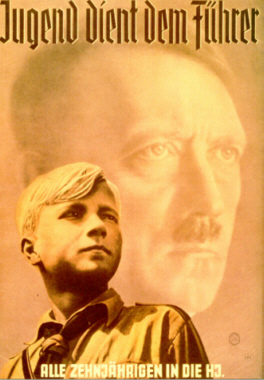 Jugend dient dem Führer
ALLE ZEHNJÄHRIGEN IN DIE HJ.